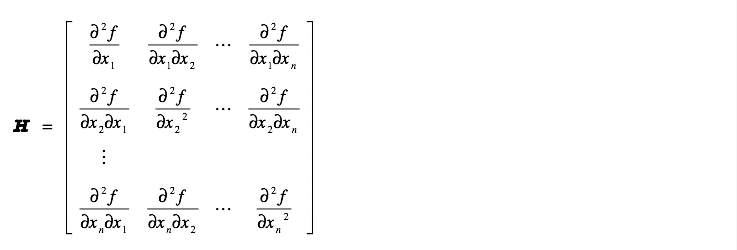 H = [ ∂²f/∂x₁ ∂²f/∂x₁∂x₂ ⋯ ∂²f/∂x₁∂xₙ
∂²f/∂x₂∂x₁ ∂²f/∂x₂² ⋯ ∂²f/∂x₂∂xₙ
⋮
∂²f/∂xₙ∂x₁ ∂²f/∂xₙ∂x₂ ⋯ ∂²f/∂xₙ² ]